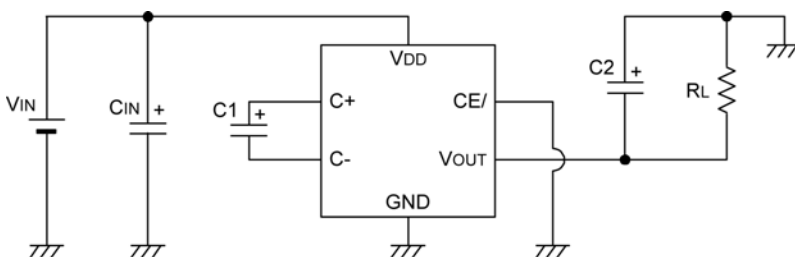 VDD
VIN
CIN
+
C1
+
C+
C-
CE/
VOUT
GND
C2
+
RL